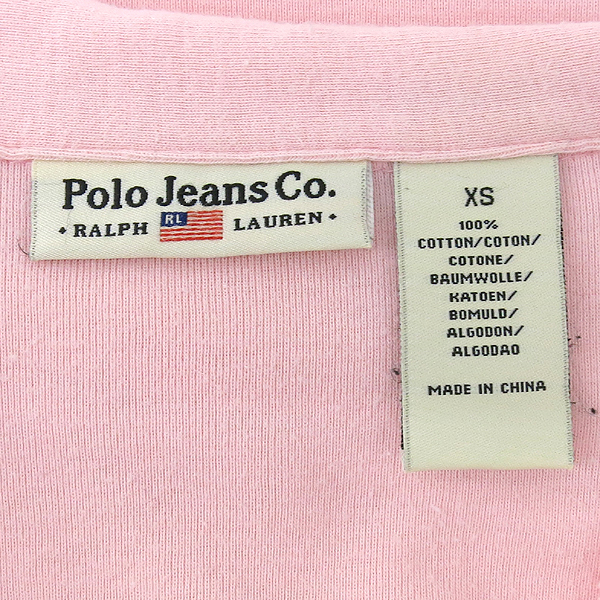 Polo Jeans Co.
• RALPH RL LAUREN •
XS
100%
COTTON/COTON/
COTONE/
BAUMWOLLE/
KATOEN/
BOMULD/
ALGODON/
ALGODAO
MADE IN CHINA